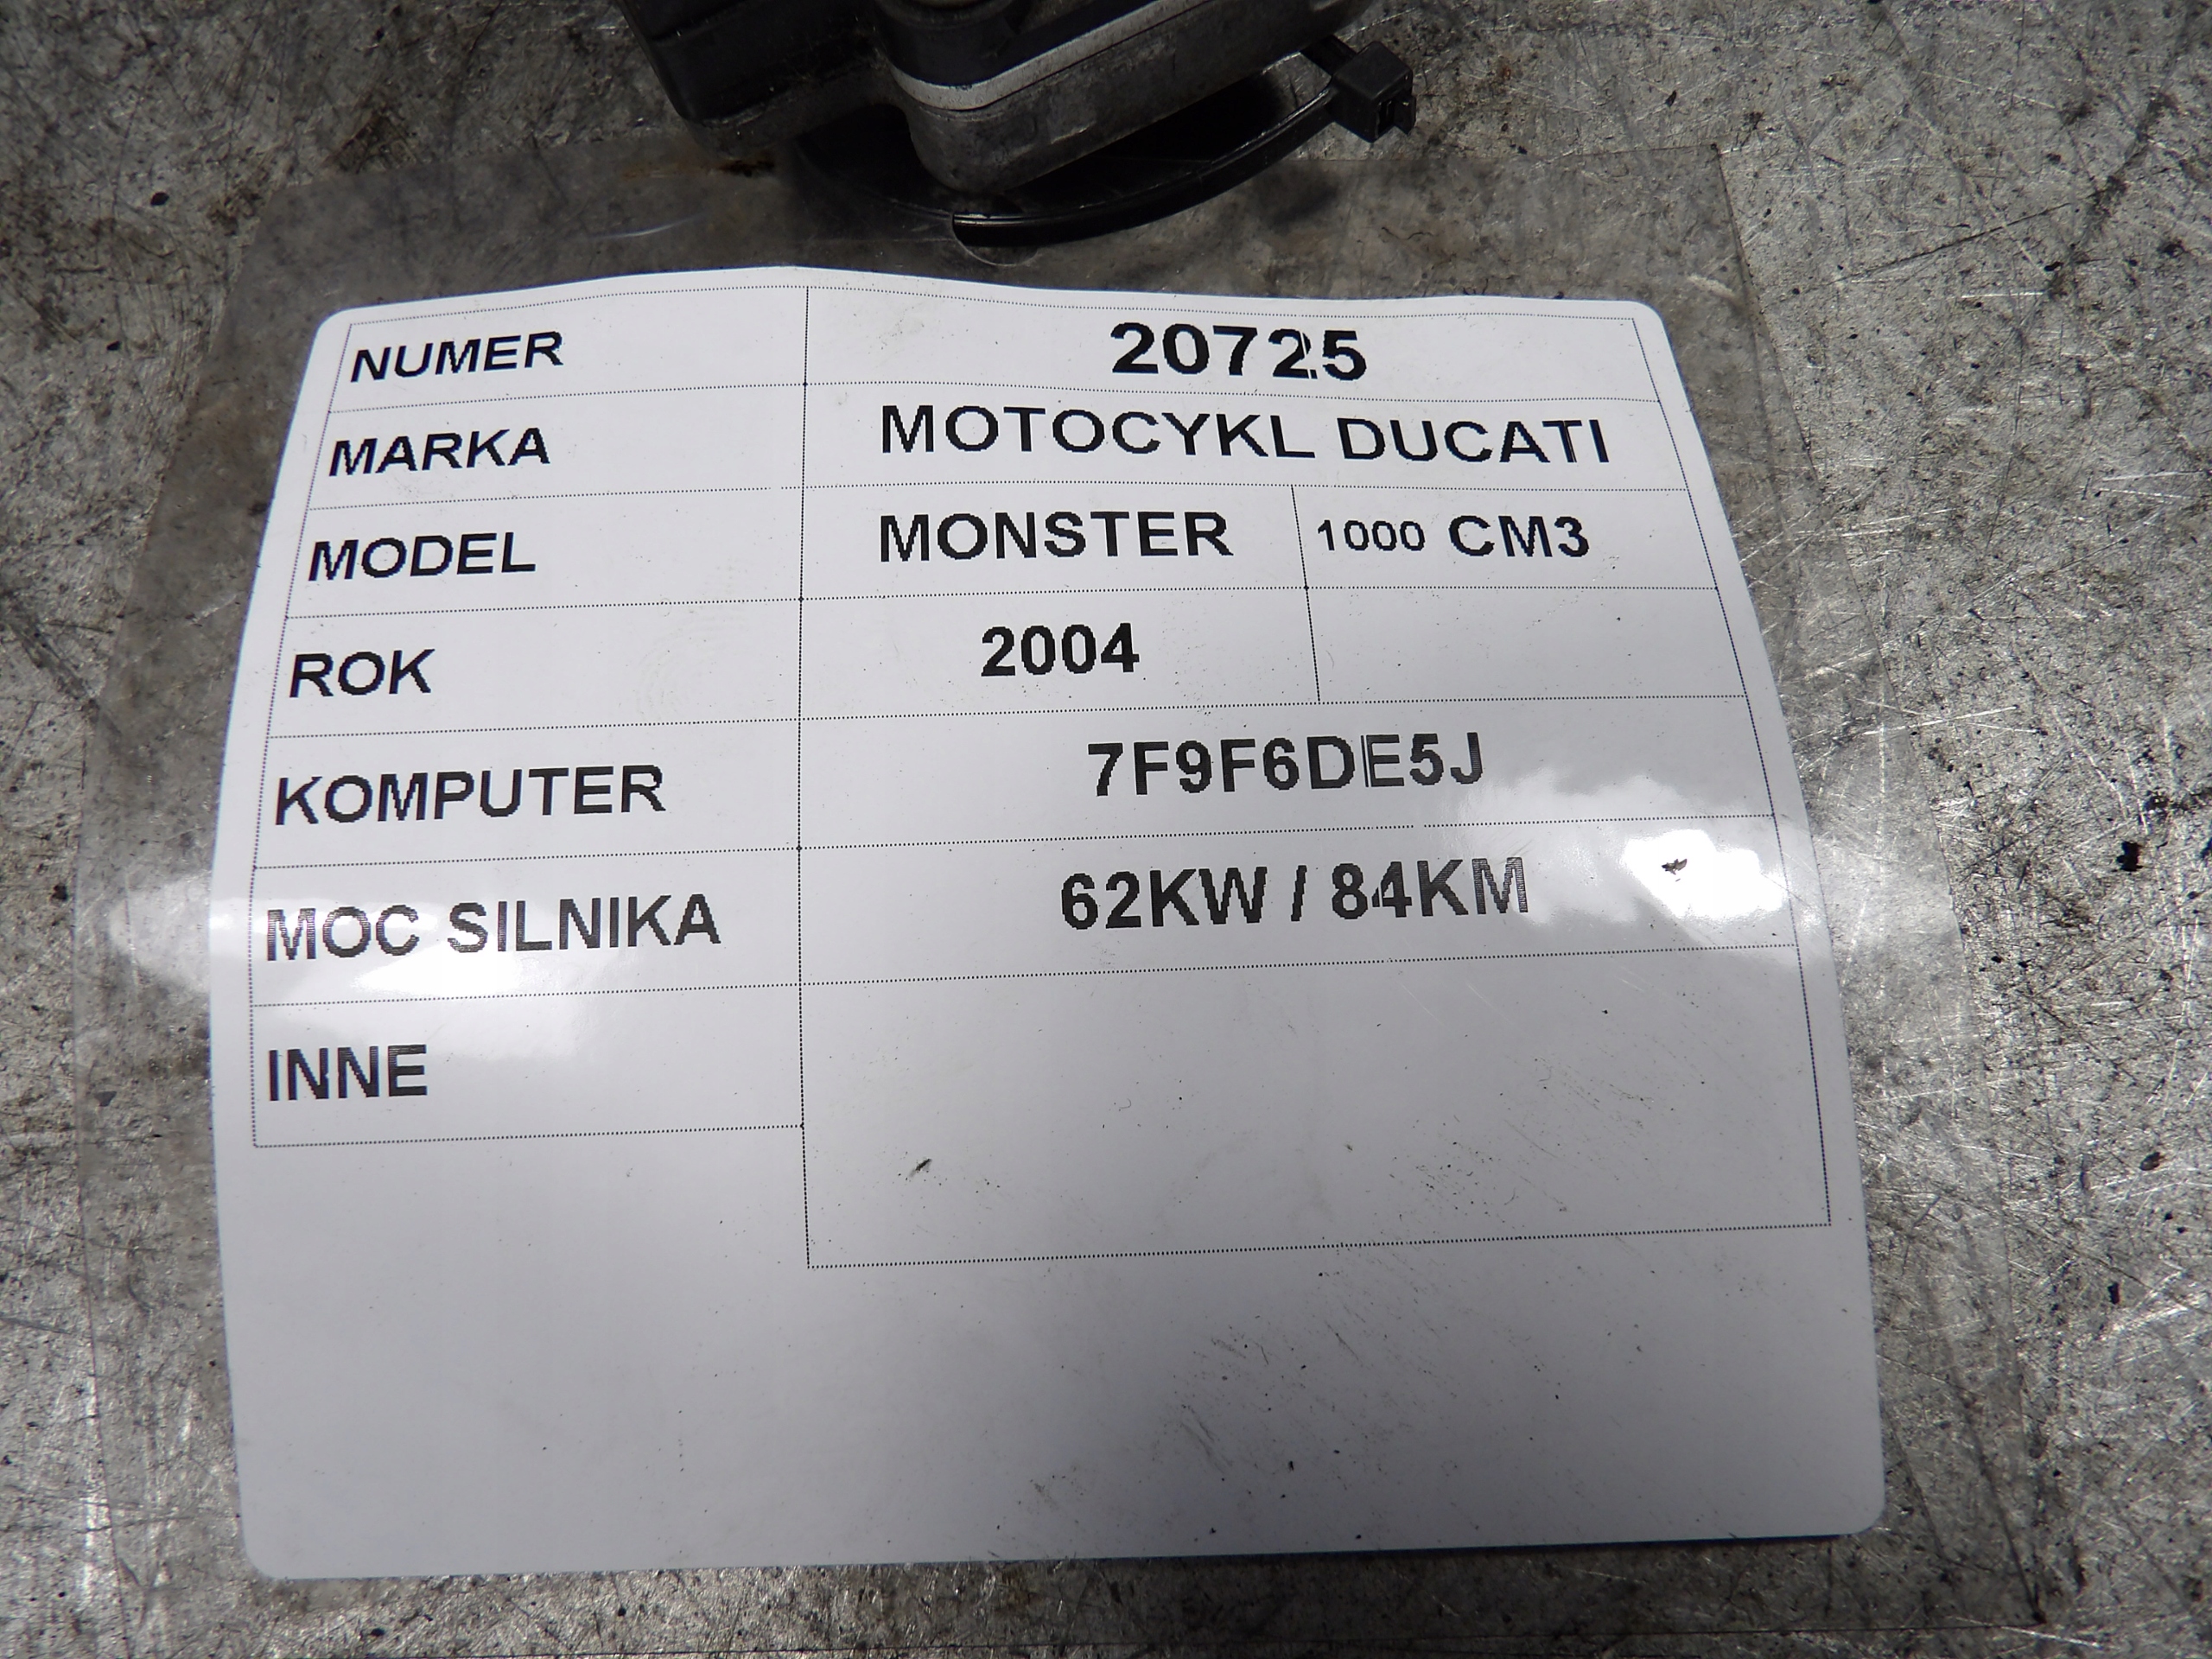 NUMER 20725
MARKA MOTOCYKL DUCATI
MODEL MONSTER 1000 CM3
ROK 2004
KOMPUTER 7F9F6DE5J
MOC SILNIKA 62KW / 84KM
INNE